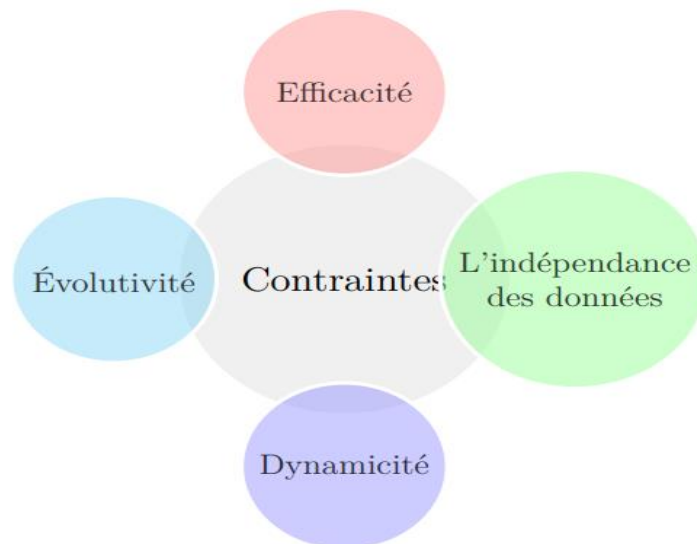 Efficacité
Évolutivité
Contraintes
L'indépendance
des données
Dynamicité